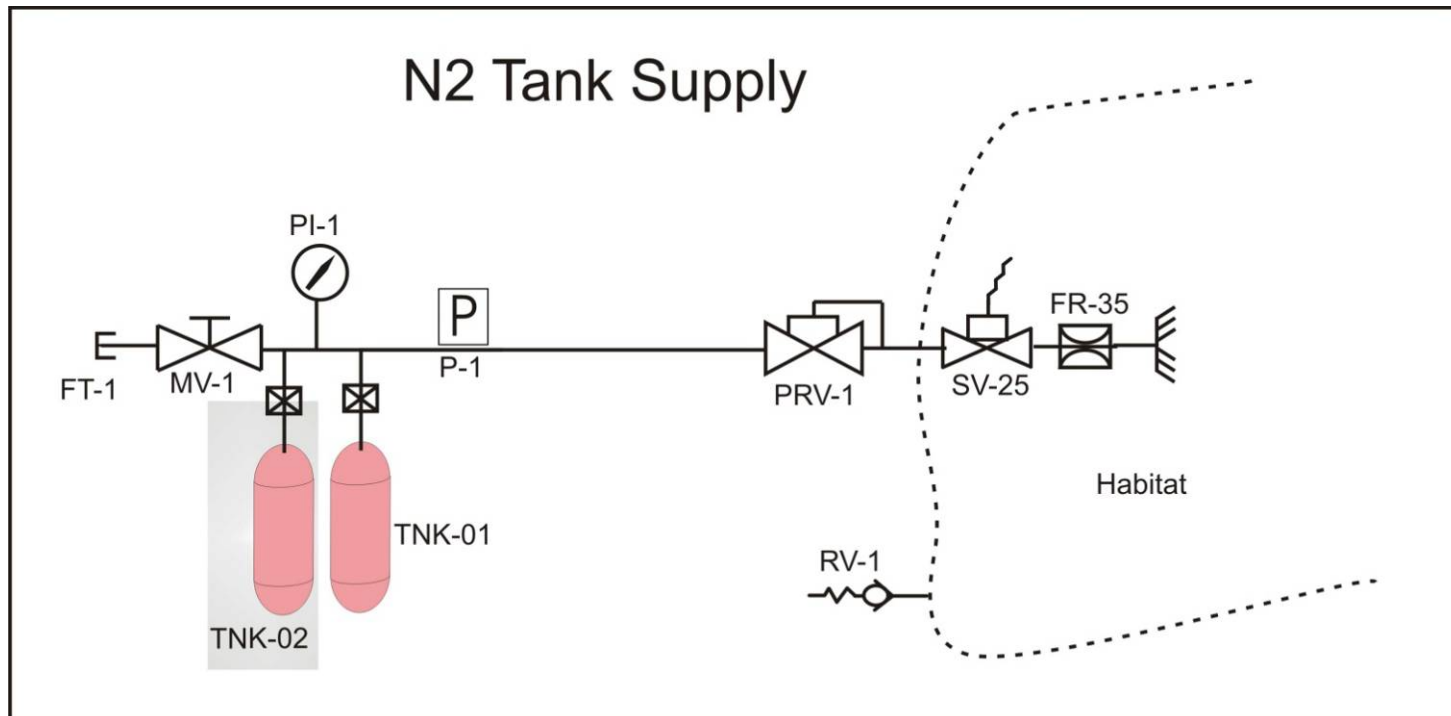 N2 Tank Supply
PI-1
P
FT-1
MV-1
P-1
PRV-1
SV-25
FR-35
Habitat
TNK-01
RV-1
TNK-02